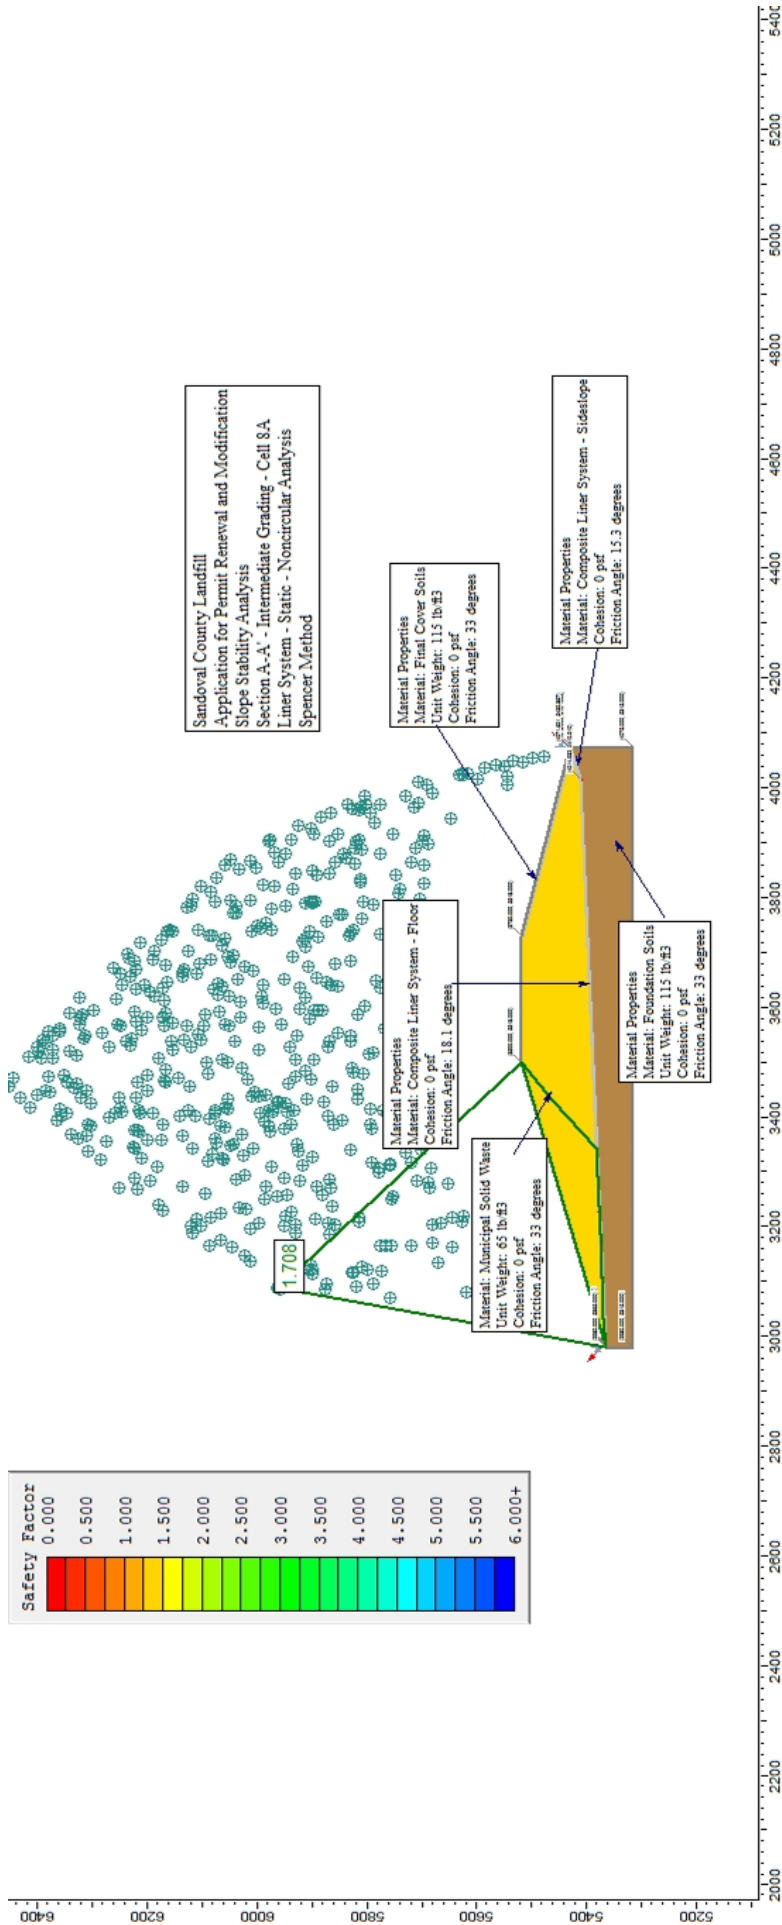 Safety Factor
0.000
0.500
1.000
1.500
2.000
2.500
3.000
3.500
4.000
4.500
5.000
5.500
6.000+
Sandoval County Landfill
Application for Permit Renewal and Modification
Slope Stability Analysis
Section A-A' - Intermediate Grading - Cell 8A
Liner System - Static - Noncircular Analysis
Spencer Method
1.708
Material Properties
Material: Final Cover Soils
Unit Weight: 115 lb/ft3
Cohesion: 0 psf
Friction Angle: 33 degrees
Material Properties
Material: Composite Liner System - Floor
Cohesion: 0 psf
Friction Angle: 18.1 degrees
Material: Municipal Solid Waste
Unit Weight: 65 lb/ft3
Cohesion: 0 psf
Friction Angle: 33 degrees
Material Properties
Material: Composite Liner System - Sideslope
Cohesion: 0 psf
Friction Angle: 15.3 degrees
Material Properties
Material: Foundation Soils
Unit Weight: 115 lb/ft3
Cohesion: 0 psf
Friction Angle: 33 degrees
6400
6200
6000
5800
5600
5400
5200
2000
2200
2400
2600
2800
3000
3200
3400
3600
3800
4000
4200
4400
4600
4800
5000
5200
5400